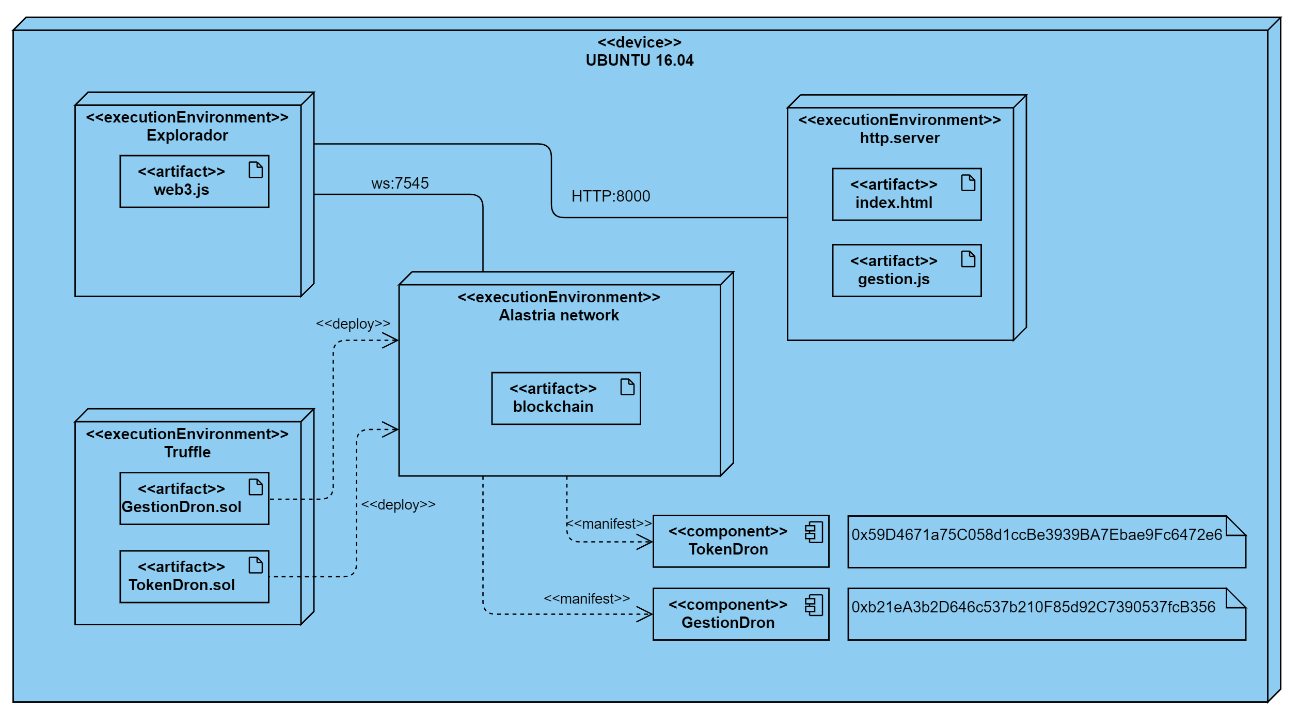 <<device>>
UBUNTU 16.04
<<executionEnvironment>>
Explorador
<<artifact>>
web3.js
ws:7545
HTTP:8000
<<executionEnvironment>>
http.server
<<artifact>>
index.html
<<artifact>>
gestion.js
<<executionEnvironment>>
Alastria network
<<artifact>>
blockchain
<<deploy>>
<<executionEnvironment>>
Truffle
<<artifact>>
GestionDron.sol
<<artifact>>
TokenDron.sol
<<deploy>>
<<manifest>>
<<component>>
TokenDron
0x59D4671a75C058d1ccBe3939BA7Ebae9Fc6472e6
<<manifest>>
<<component>>
GestionDron
0xb21eA3b2D646c537b210F85d92C7390537fcB356